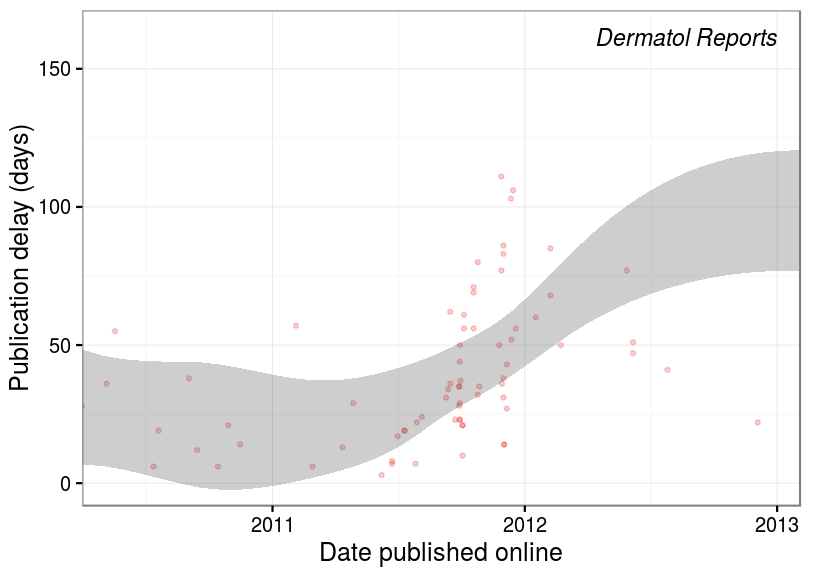 Dermatol Reports
Publication delay (days)
150
100
50
0
2011
2012
2013
Date published online